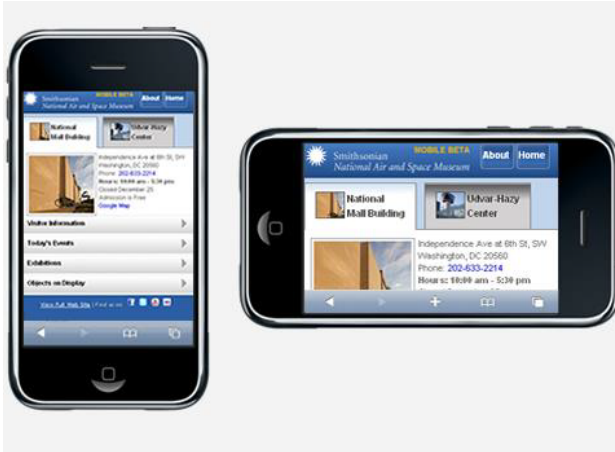 MOBILE BETA
Smithsonian
National Air and Space Museum
About Home
National
Mall Building
Udvar-Hazy
Center
Independence Ave at 6th St, SW
Washington, DC 20560
Phone: 202-633-2214
Hours: 10:00 am - 5:30 pm
Closed December 25
Admission is Free
Google Map
Visitor Information
Today's Events
Exhibitions
Objects on Display
View Full Web Site | Find us on:
MOBILE BETA
Smithsonian
National Air and Space Museum
About Home
National
Mall Building
Udvar-Hazy
Center
Independence Ave at 6th St, SW
Washington, DC 20560
Phone: 202-633-2214
Hours: 10:00 am - 5:30 pm